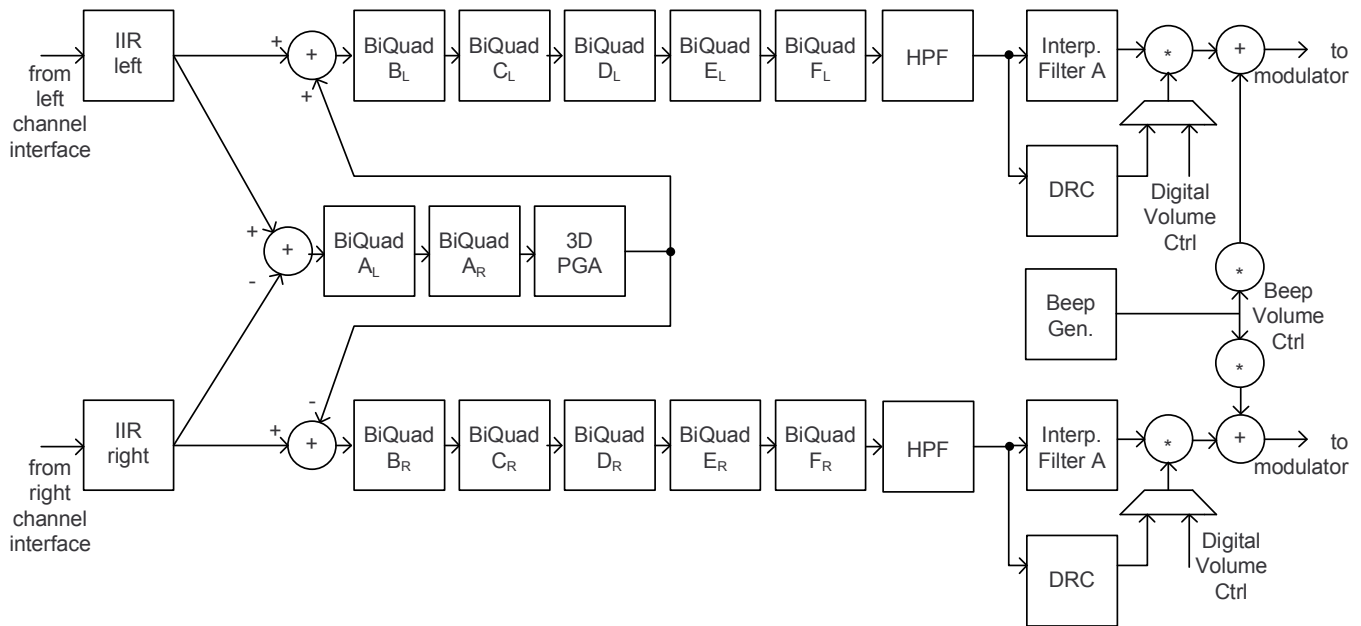 from
left
channel
interface
IIR
left
+
+
+
BiQuad
BL
BiQuad
CL
BiQuad
DL
BiQuad
EL
BiQuad
FL
HPF
Interp.
Filter A
*
+
to
modulator
DRC
Digital
Volume
Ctrl
+
+
-
BiQuad
AL
BiQuad
AR
3D
PGA
Beep
Gen.
*
Beep
Volume
Ctrl
*
from
right
channel
interface
IIR
right
-
+
+
BiQuad
BR
BiQuad
CR
BiQuad
DR
BiQuad
ER
BiQuad
FR
HPF
Interp.
Filter A
*
+
to
modulator
DRC
Digital
Volume
Ctrl